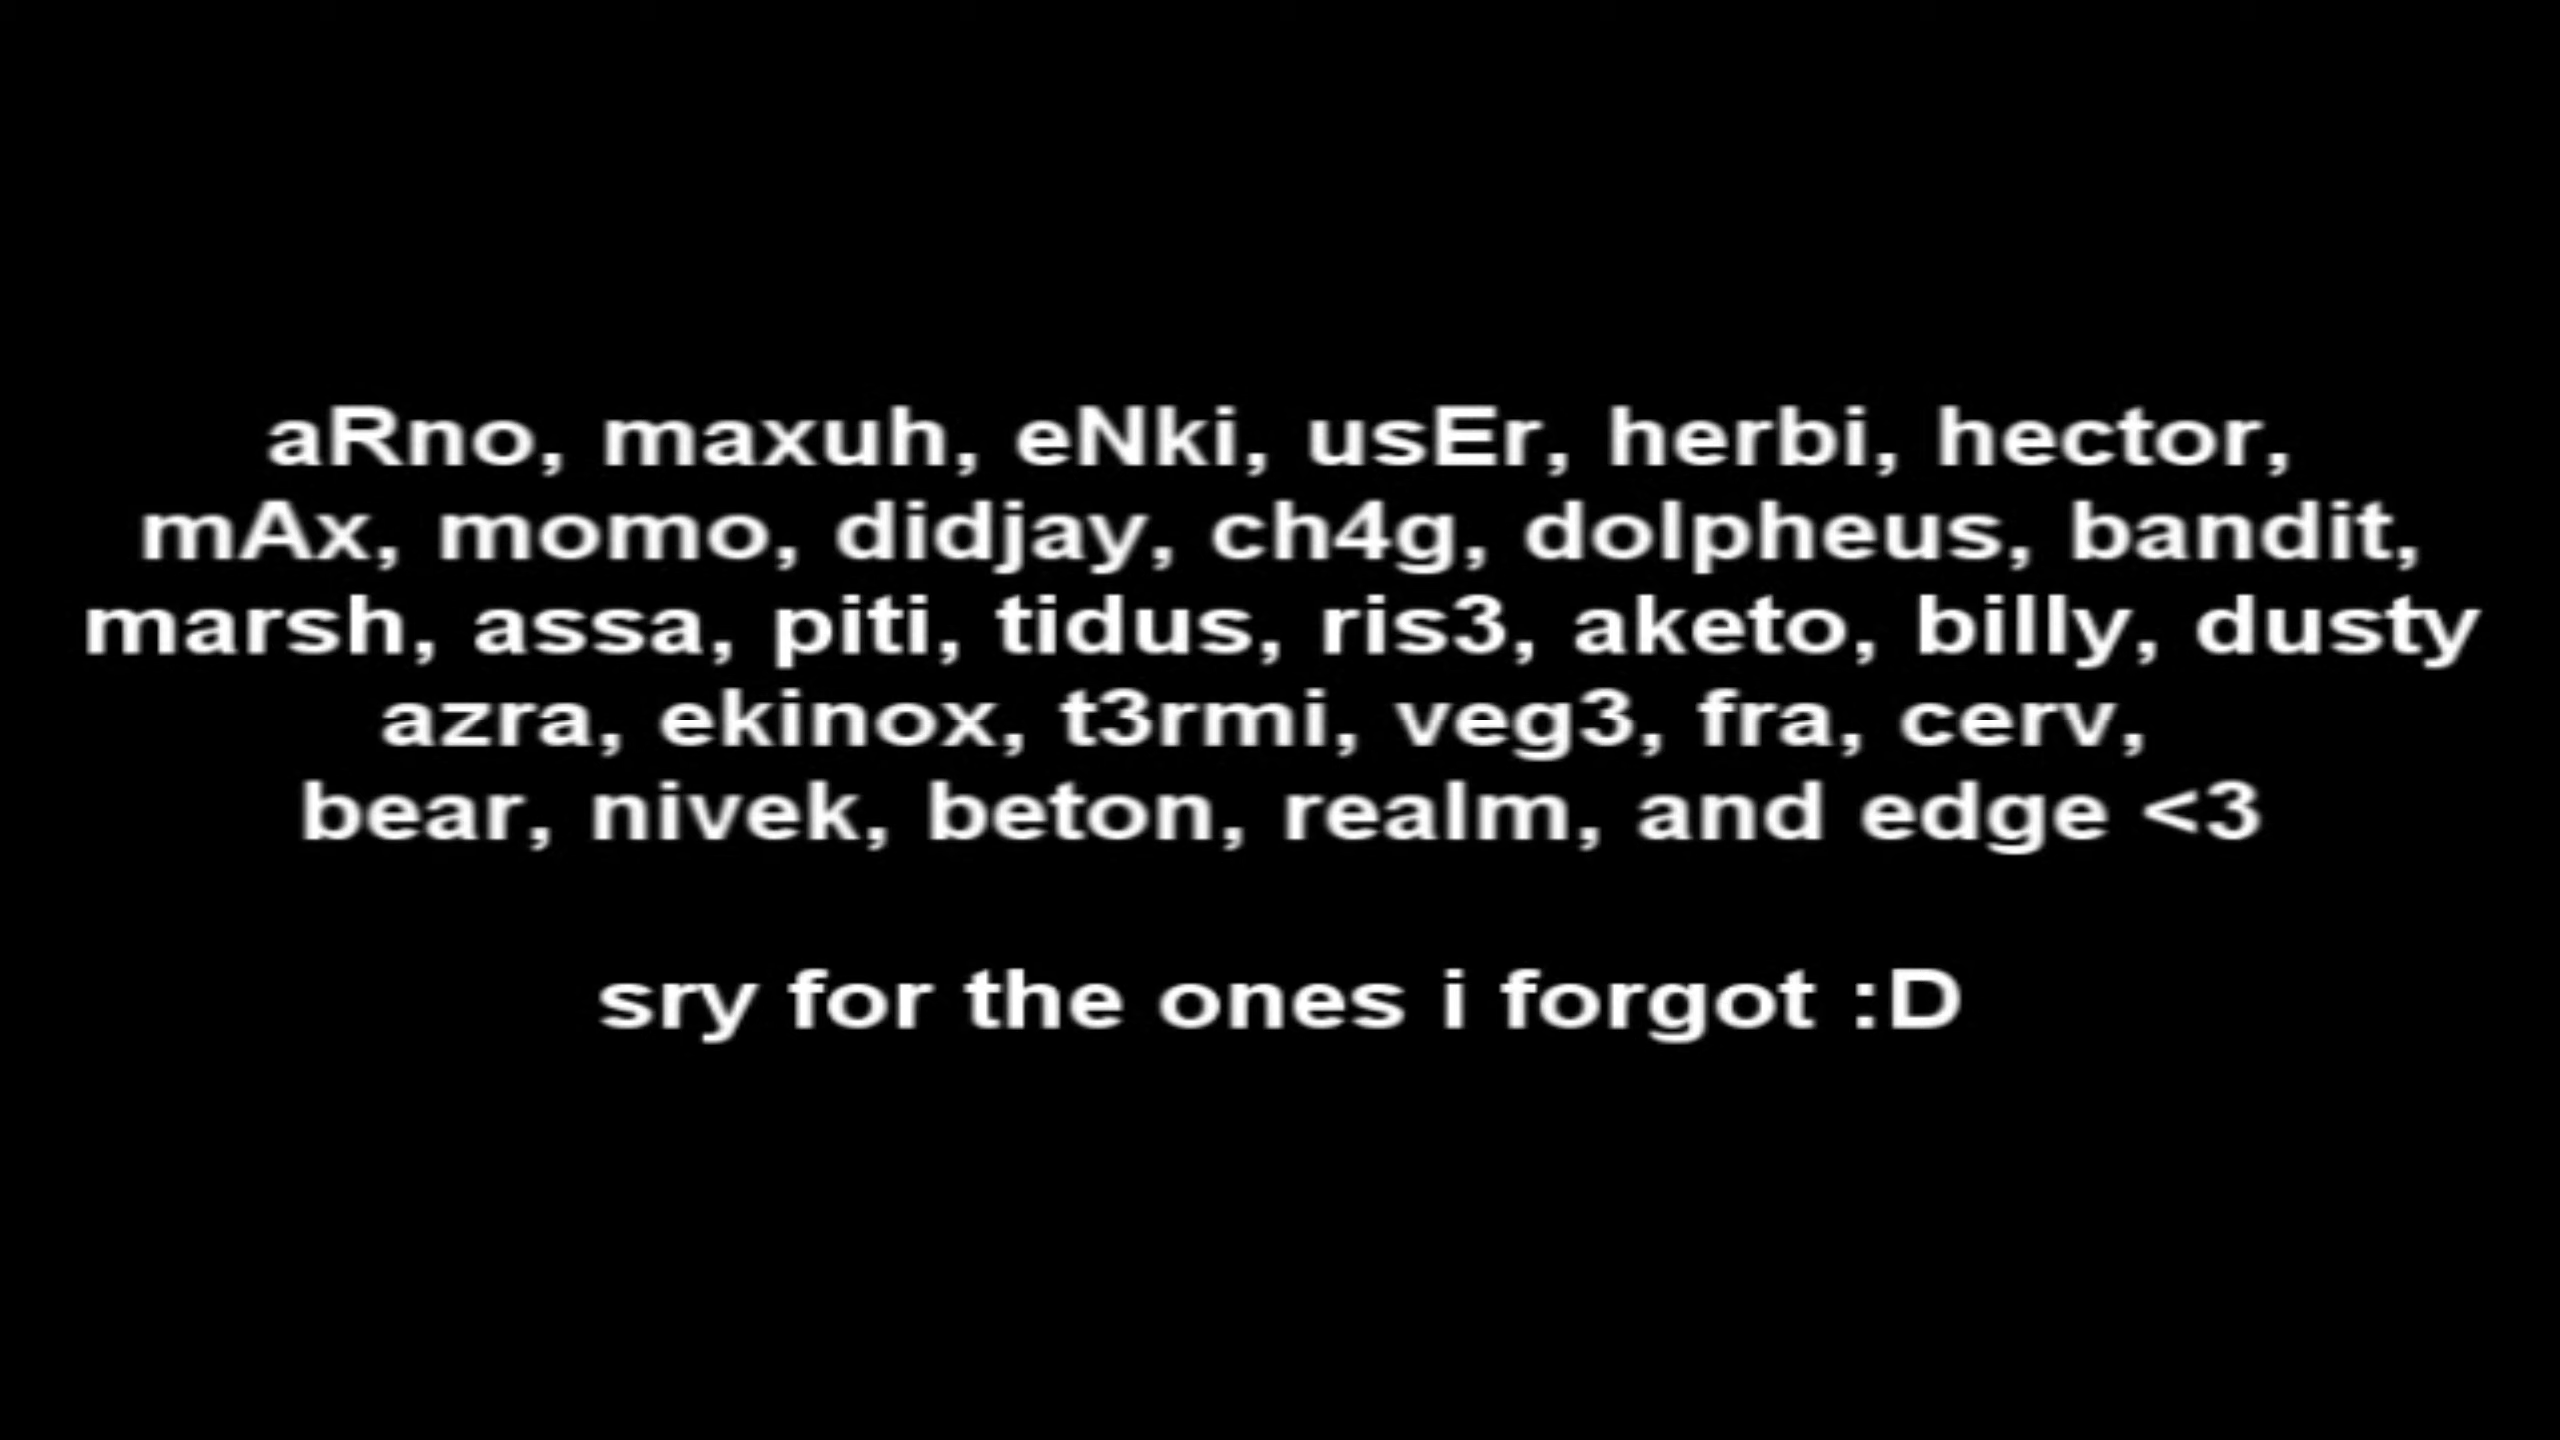 aRno, maxuh, eNki, usEr, herbi, hector,
mAx, momo, didjay, ch4g, dolpheus, bandit,
marsh, assa, piti, tidus, ris3, aketo, billy, dusty
azra, ekinox, t3rmi, veg3, fra, cerv,
bear, nivek, beton, realm, and edge <3
sry for the ones i forgot :D